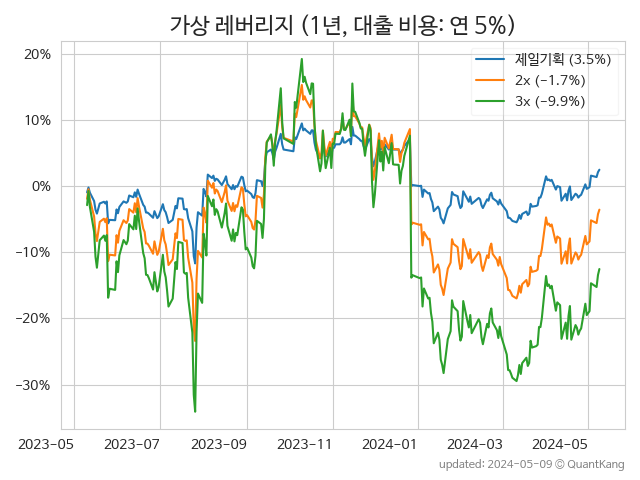 가상 레버리지 (1년, 대출 비용: 연 5%)
제일기획 (3.5%)
2x (−1.7%)
3x (−9.9%)
20%
10%
0%
−10%
−20%
−30%
2023-05 2023-07 2023-09 2023-11 2024-01 2024-03 2024-05
updated: 2024-05-09 © QuantKang